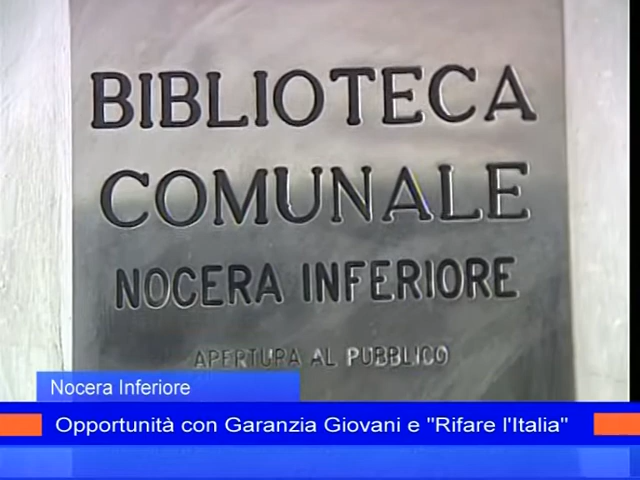 BIBLIOTECA
COMUNALE
NOCERA INFERIORE
APERTURA AL PUBBLICO
Nocera Inferiore
Opportunità con Garanzia Giovani e "Rifare l'Italia"